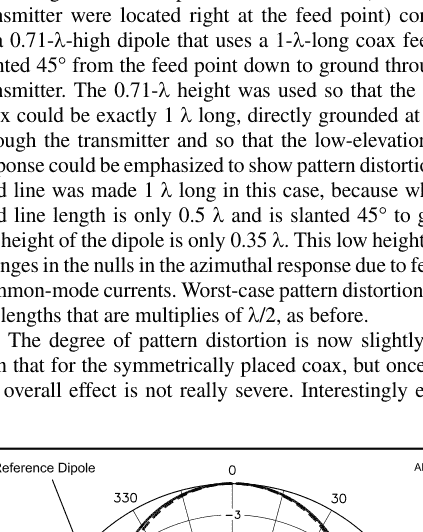 smitter were located right at the feed point) con
a 0.71-λ-high dipole that uses a 1-λ-long coax fee
nted 45° from the feed point down to ground throu
nsmitter. The 0.71-λ height was used so that the
x could be exactly 1 λ long, directly grounded at
ough the transmitter and so that the low-elevation
ponse could be emphasized to show pattern distortio
d line was made 1 λ long in this case, because wh
d line length is only 0.5 λ and is slanted 45° to g
height of the dipole is only 0.35 λ. This low height
nges in the nulls in the azimuthal response due to fe
mmon-mode currents. Worst-case pattern distortion
lengths that are multiplies of λ/2, as before.
The degree of pattern distortion is now slightly
n that for the symmetrically placed coax, but once
overall effect is not really severe. Interestingly e
Reference Dipole
0
330
30
−3